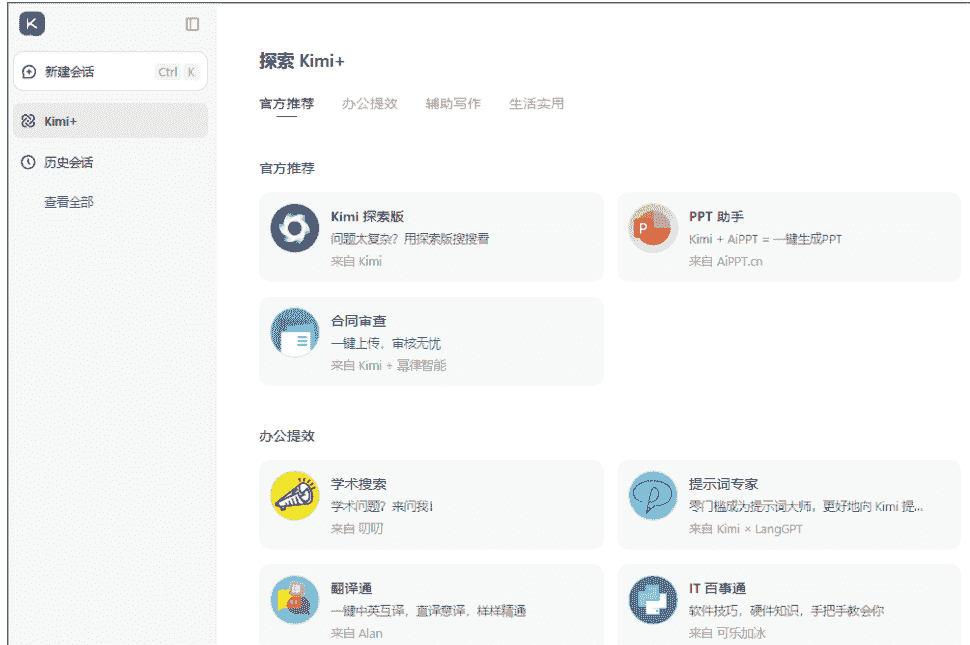 K
新建会话 Ctrl K
Kimi+
历史会话
查看全部
探索 Kimi+
官方推荐 办公提效 辅助写作 生活实用
官方推荐
Kimi 探索版
问题太复杂？用探索版搜搜看
来自 Kimi
PPT 助手
Kimi + AiPPT = 一键生成PPT
来自 AiPPT.cn
P
合同审查
一键上传，审核无忧
来自 Kimi + 幂律智能
办公提效
学术搜索
学术问题？来问我!
来自 叨叨
提示词专家
零门槛成为提示词大师，更好地向 Kimi 提...
来自 Kimi × LangGPT
翻译通
一键中英互译，直译意译，样样精通
来自 Alan
IT 百事通
软件技巧，硬件知识，手把手教会你
来自 可乐加冰